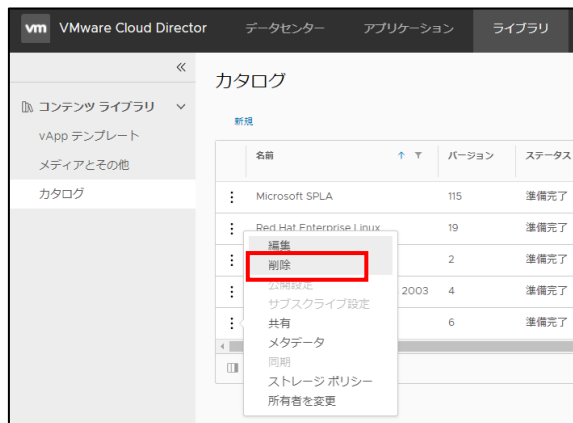 vm VMware Cloud Director データセンター アプリケーション ライブラリ
«
コンテンツ ライブラリ
vApp テンプレート
メディアとその他
カタログ
カタログ
新規
名前 バージョン ステータス
Microsoft SPLA 115 準備完了
Red Hat Enterprise Linux 19 準備完了
2 準備完了
2003 4 準備完了
6 準備完了
編集
削除
公開設定
サブスクライブ設定
共有
メタデータ
同期
ストレージ ポリシー
所有者を変更